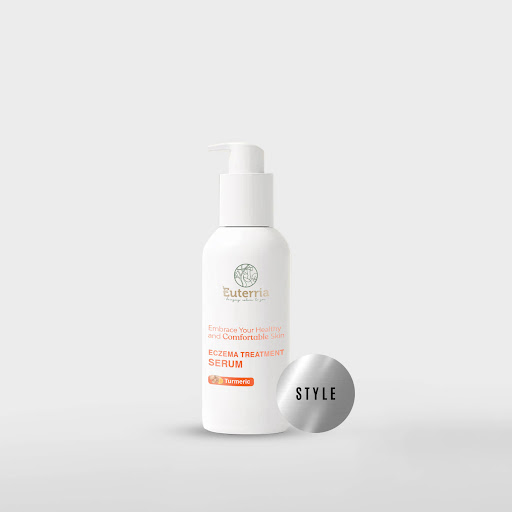 Euterria
Embrace Your Healthy
and Comfortable Skin
ECZEMA TREATMENT
SERUM
Turmeric
STYLE